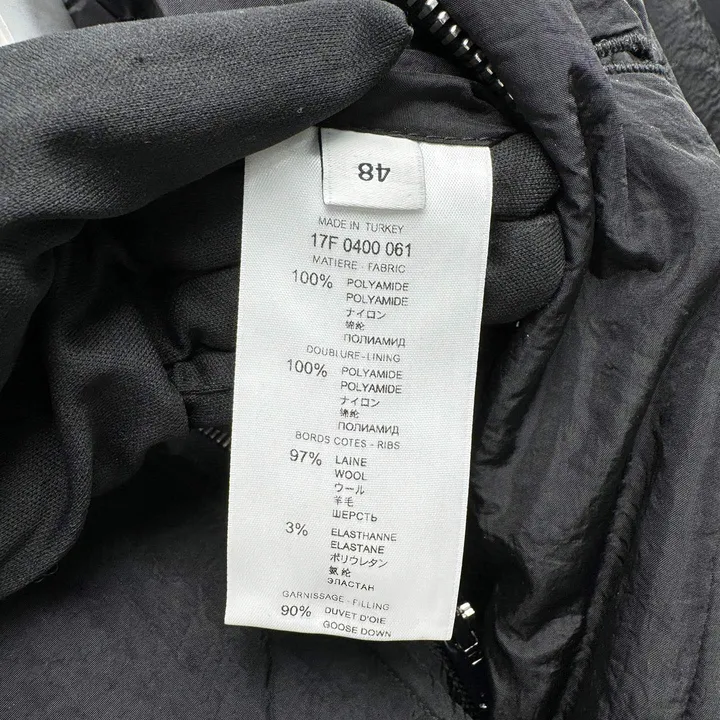 48
MADE IN TURKEY
17F 0400 061
MATIERE - FABRIC
100% POLYAMIDE
POLYAMIDE
ナイロン
锦纶
ПОЛИАМИД
DOUBLURE-LINING
100% POLYAMIDE
POLYAMIDE
ナイロン
锦纶
ПОЛИАМИД
BORDS COTES - RIBS
97% LAINE
WOOL
ウール
羊毛
ШЕРСТЬ
3% ELASTHANNE
ELASTANE
ポリウレタン
氨纶
ЭЛАСТАН
GARNISSAGE - FILLING
90% DUVET D'OIE
GOOSE DOWN